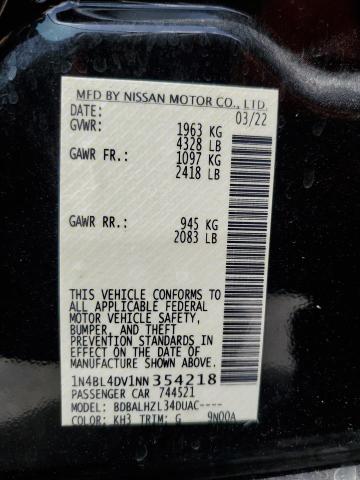 MFD BY NISSAN MOTOR CO., LTD.
DATE: 03/22
GVWR: 1963 KG
4328 LB
GAWR FR.: 1097 KG
2418 LB
GAWR RR.: 945 KG
2083 LB
THIS VEHICLE CONFORMS TO
ALL APPLICABLE FEDERAL
MOTOR VEHICLE SAFETY,
BUMPER, AND THEFT
PREVENTION STANDARDS IN
EFFECT ON THE DATE OF
MANUFACTURE SHOWN ABOVE.
1N4BL4DV1NN354218
PASSENGER CAR 744521
MODEL: BDBALHZL34DUAC----
COLOR: KH3 TRIM: G 9N00A